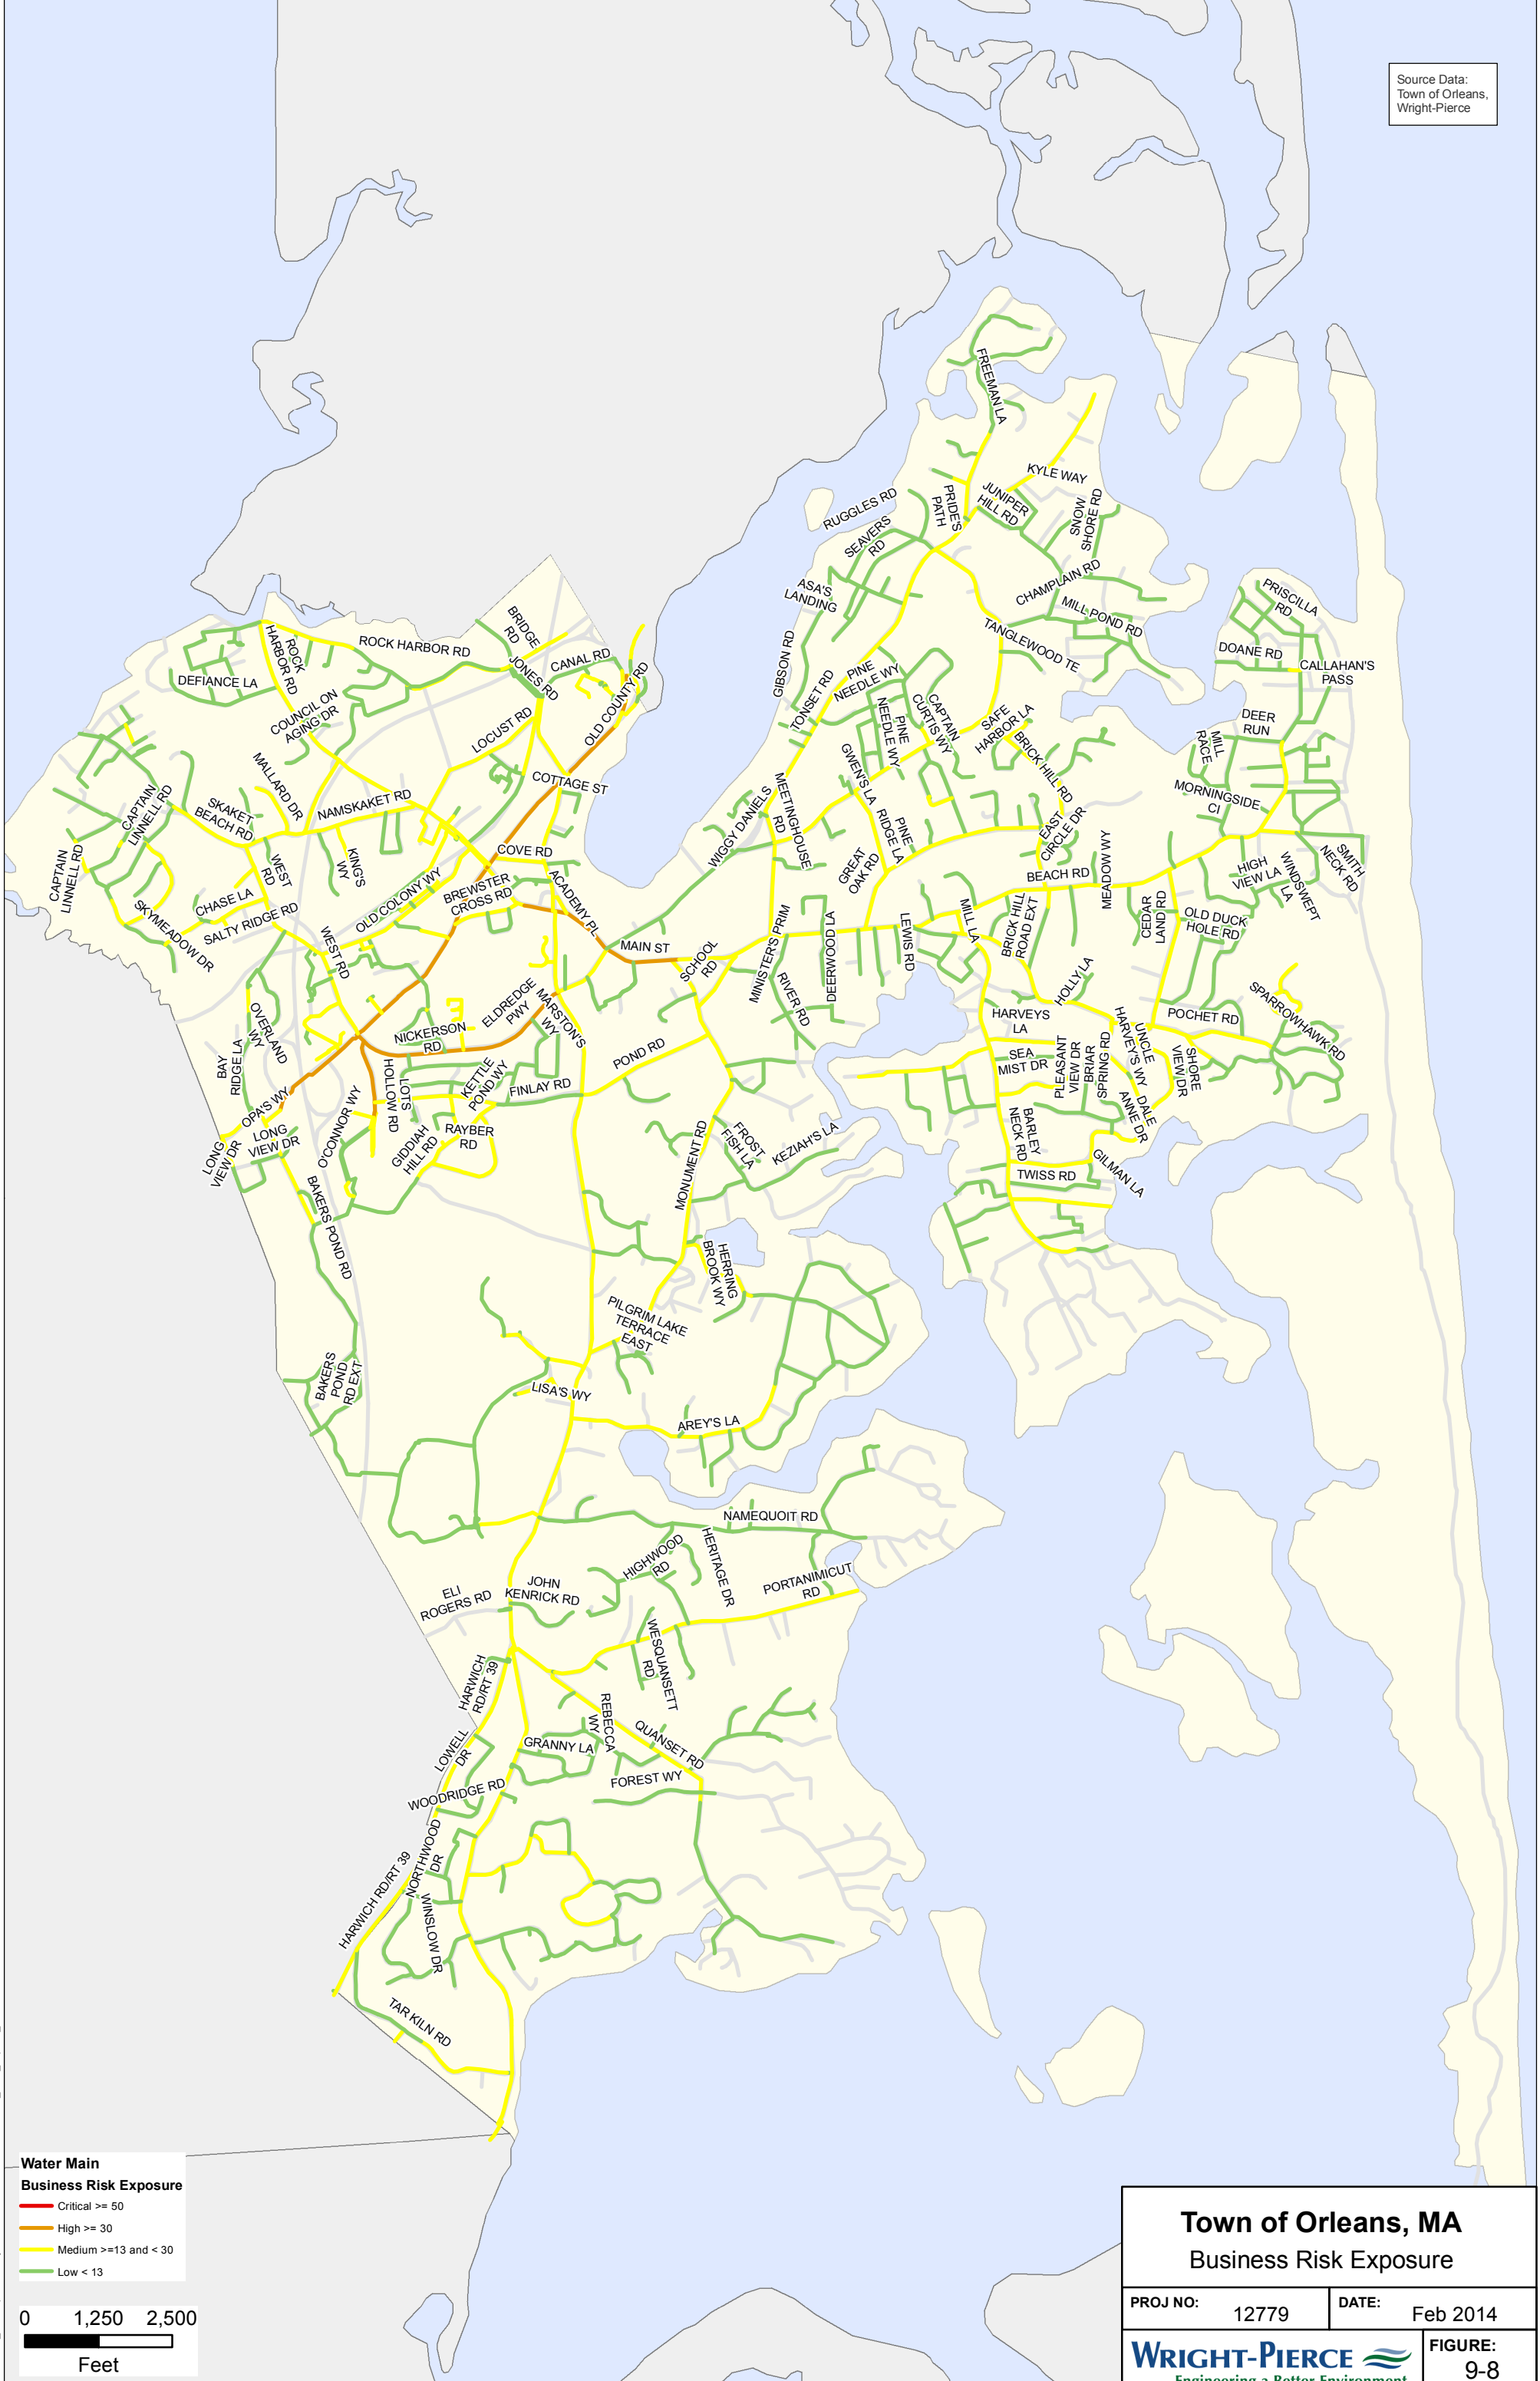 Source Data:
Town of Orleans,
Wright-Pierce
FREEMAN LA
KYLE WAY
JUNIPER
HILL RD
PRIDE'S
PATH
SNOW
SHORE RD
RUGGLES RD
SEAVERS
RD
ASA'S
LANDING
CHAMPLAIN RD
MILL POND RD
PRISCILLA
RD
TANGLEWOOD TE
DOANE RD
CALLAHAN'S
PASS
BRIDGE
RD
ROCK HARBOR RD
ROCK
HARBOR RD
JONES RD
CANAL RD
OLD COUNTY RD
DEFIANCE LA
COUNCIL ON
AGING DR
GIBSON RD
TONSET RD
PINE
NEEDLE WY
PINE
NEEDLE WY
CAPTAIN
CURTIS WY
SAFE
HARBOR LA
BRICK HILL RD
DEER
RUN
MILL
RACE
LOCUST RD
COTTAGE ST
MALLARD DR
NAMSKAKET RD
SKAKET
BEACH RD
CAPTAIN
LINNELL RD
CAPTAIN
LINNELL RD
GWEN'S LA
MEETINGHOUSE
RD
WIGGY DANIELS
PINE
RIDGE LA
GREAT
OAK RD
EAST
CIRCLE DR
MORNINGSIDE
CI
BEACH RD
MEADOW WY
HIGH
VIEW LA
WINDSWEPT
LA
SMITH
NECK RD
COVE RD
KING'S
WY
WEST
RD
CHASE LA
SALTY RIDGE RD
SKYMEADOW DR
OLD COLONY WY
BREWSTER
CROSS RD
ACADEMY PL
WEST RD
MAIN ST
SCHOOL
RD
MINISTER'S PRIM
DEERWOOD LA
LEWIS RD
MILL LA
BRICK HILL
ROAD EXT
CEDAR
LAND RD
OLD DUCK
HOLE RD
RIVER RD
HOLLY LA
HARVEYS
LA
POCHET RD
SPARROWHAWK RD
OVERLAND
WY
BAY
RIDGE LA
NICKERSON
RD
ELDREDGE
PWY
MARSTON'S
WY
POND RD
SEA
MIST DR
PLEASANT
VIEW DR
BRIAR
SPRING RD
UNCLE
HARVEY'S WY
SHORE
VIEW DR
OPA'S WY
LONG
VIEW DR
LONG
VIEW DR
O'CONNOR WY
LOTS
HOLLOW RD
KETTLE
POND WY
FINLAY RD
GIDDIAH
HILL RD
RAYBER
RD
MONUMENT RD
FROST
FISH LA
KEZIAH'S LA
BARLEY
NECK RD
DALE
ANNE DR
TWISS RD
GILMAN LA
BAKERS POND RD
HERRING
BROOK WY
PILGRIM LAKE
TERRACE
EAST
BAKERS
POND
RD EXT
LISA'S WY
AREY'S LA
NAMEQUOIT RD
HIGHWOOD
RD
HERITAGE DR
PORTANIMICUT
RD
ELI
ROGERS RD
JOHN
KENRICK RD
WESQUANSETT
RD
HARWICH
RD/RT 39
REBECCA
WY
QUANSET RD
LOWELL
DR
GRANNY LA
WOODRIDGE RD
FOREST WY
NORTHWOOD
DR
HARWICH RD/RT 39
WINSLOW DR
TAR KILN RD
Water Main
Business Risk Exposure
Critical >= 50
High >= 30
Medium >=13 and < 30
Low < 13
0 1,250 2,500
Feet
Town of Orleans, MA
Business Risk Exposure
PROJ NO: 12779 DATE: Feb 2014
WRIGHT-PIERCE
Engineering a Better Environment
FIGURE:
9-8